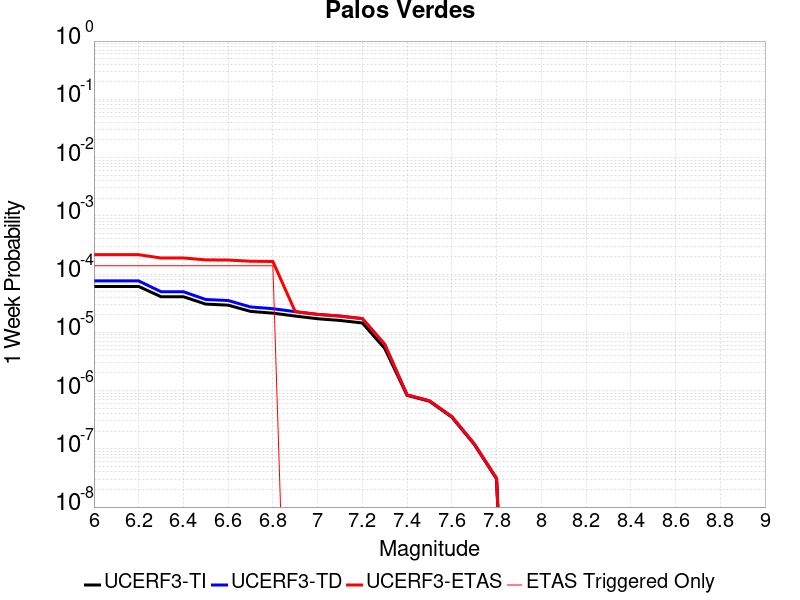 Palos Verdes
10^0
10^-1
10^-2
10^-3
10^-4
10^-5
10^-6
10^-7
10^-8
1 Week Probability
6 6.2 6.4 6.6 6.8 7 7.2 7.4 7.6 7.8 8 8.2 8.4 8.6 8.8 9
Magnitude
UCERF3-TI UCERF3-TD UCERF3-ETAS ETAS Triggered Only